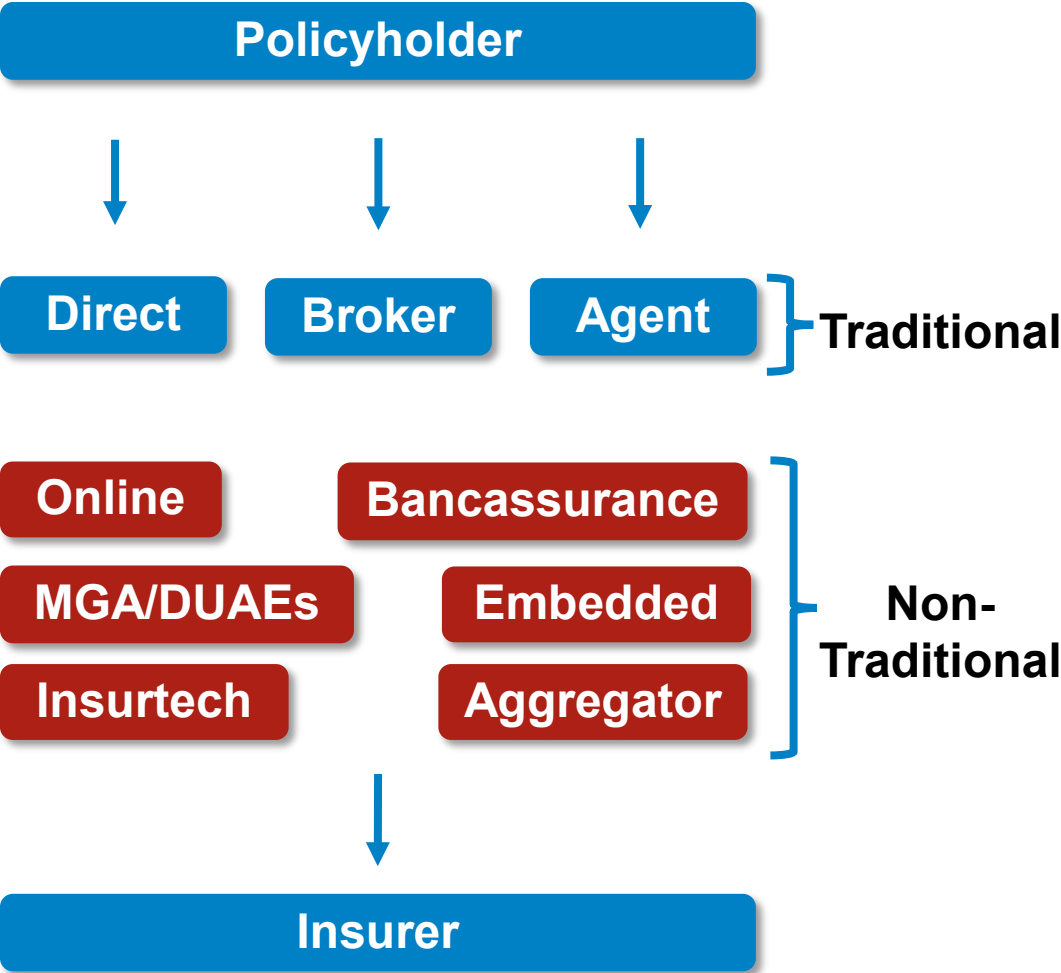 Policyholder
Direct
Broker
Agent
Traditional
Online
Bancassurance
MGA/DUAEs
Embedded
Non-
Traditional
Insurtech
Aggregator
Insurer